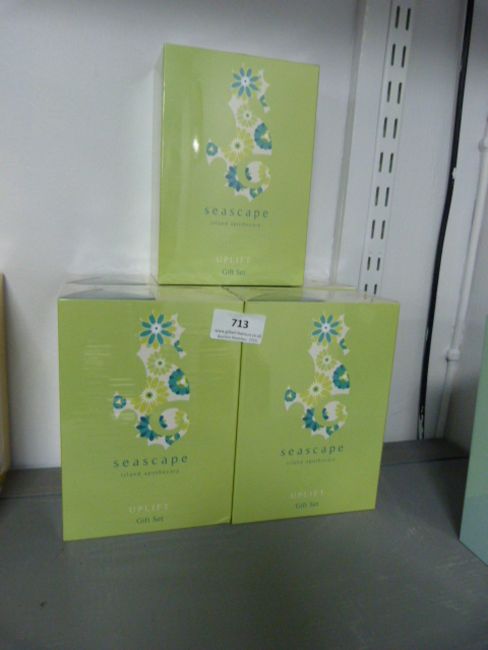 seascape
island apothecary
UPLIFT
Gift Set
713
seascape
island apothecary
UPLIFT
Gift Set
seascape
island apothecary
UPLIFT
Gift Set